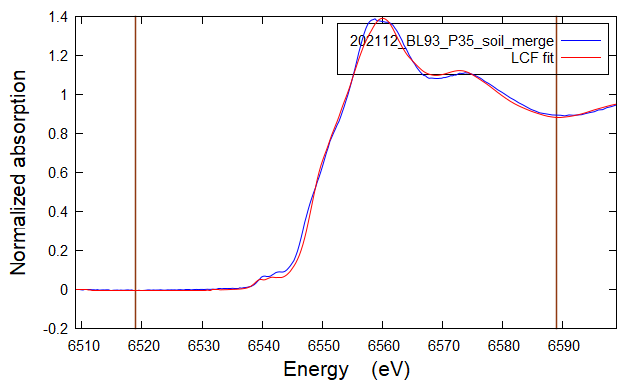 1.4
202112_BL93_P35_soil_merge
LCF fit
1.2
1
0.8
0.6
0.4
0.2
0
-0.2
Normalized absorption
6510 6520 6530 6540 6550 6560 6570 6580 6590
Energy (eV)